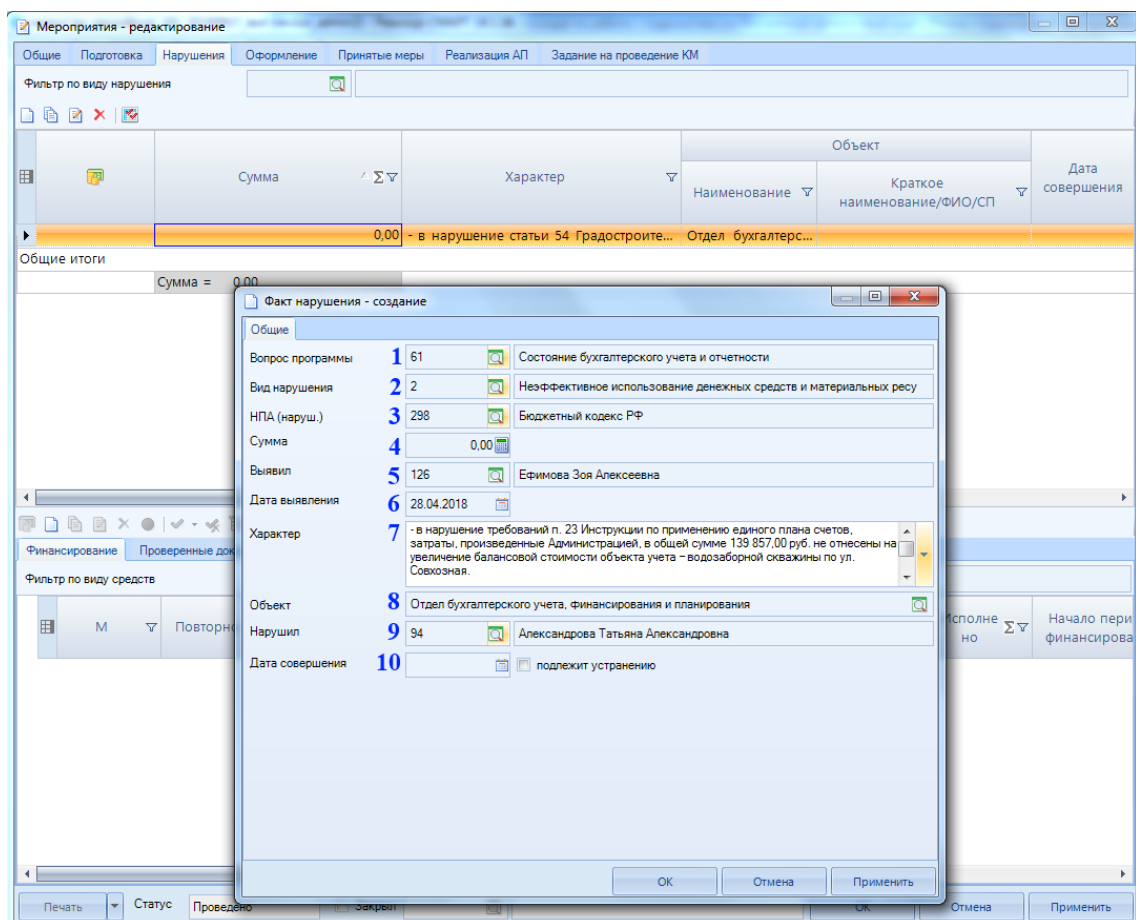 Мероприятия - редактирование
Общие Подготовка Нарушения Оформление Принятые меры Реализация АП Задание на проведение КМ
Фильтр по виду нарушения
Объект
Сумма Σ Характер Дата
совершения
Наименование Краткое
наименование/ФИО/СП
0,00 - в нарушение статьи 54 Градостроите... Отдел бухгалтерс...
Общие итоги
Сумма = 0,00
Факт нарушения - создание
Общие
Вопрос программы 1 61 Состояние бухгалтерского учета и отчетности
Вид нарушения 2 2 Неэффективное использование денежных средств и материальных ресу
НПА (наруш.) 3 298 Бюджетный кодекс РФ
Сумма 4 0,00
Выявил 5 126 Ефимова Зоя Алексеевна
Дата выявления 6 28.04.2018
Характер 7 - в нарушение требований п. 23 Инструкции по применению единого плана счетов,
затраты, произведенные Администрацией, в общей сумме 139 857,00 руб. не отнесены на
увеличение балансовой стоимости объекта учета – водозаборной скважины по ул.
Совхозная.
Объект 8 Отдел бухгалтерского учета, финансирования и планирования
Нарушил 9 94 Александрова Татьяна Александровна
Дата совершения 10 подлежит устранению
ОК Отмена Применить
Финансирование Проверенные док
Фильтр по виду средств
М Повторно Исполне
но Σ Начало пери
финансирова
Печать Статус Проведено Закрыт ОК Отмена Применить